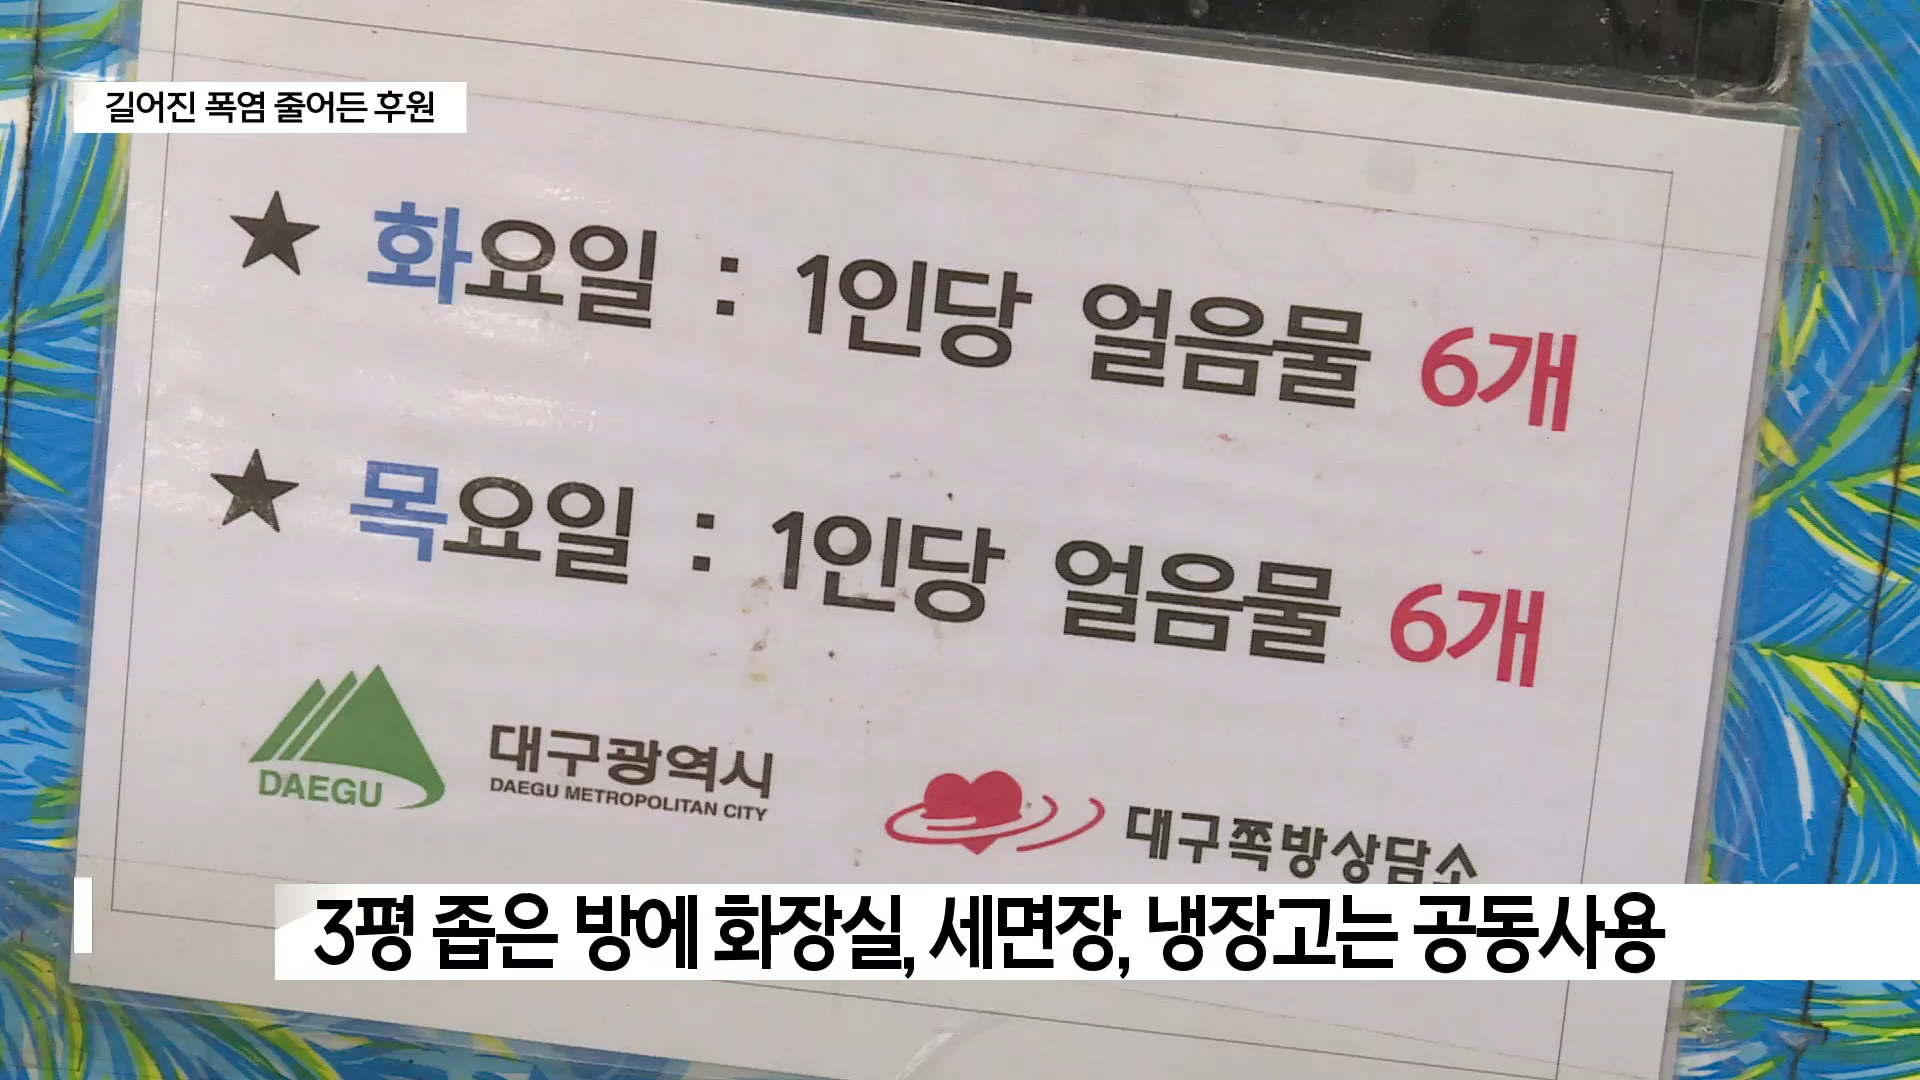 길어진 폭염 줄어든 후원
★ 화요일 : 1인당 얼음물 6개
★ 목요일 : 1인당 얼음물 6개
DAEGU
대구광역시
DAEGU METROPOLITAN CITY
대구쪽방상담소
3평 좁은 방에 화장실, 세면장, 냉장고는 공동사용